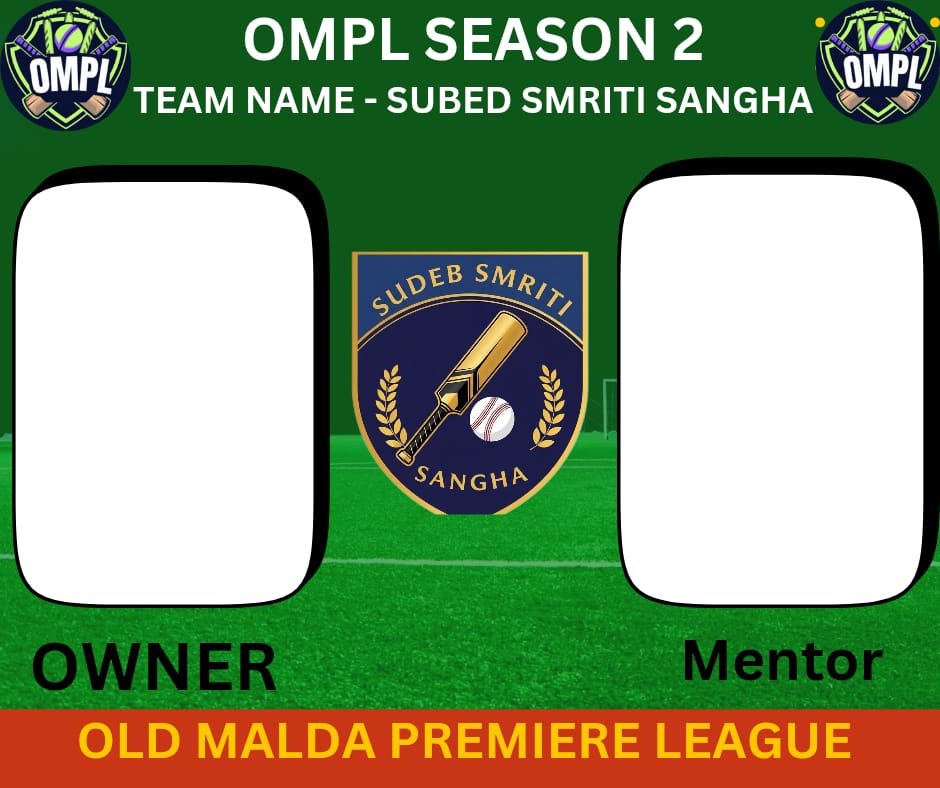 OMPL SEASON 2
OMPL
OMPL
TEAM NAME - SUBED SMRITI SANGHA
SUDEB SMRITI
SANGHA
OWNER
Mentor
OLD MALDA PREMIERE LEAGUE